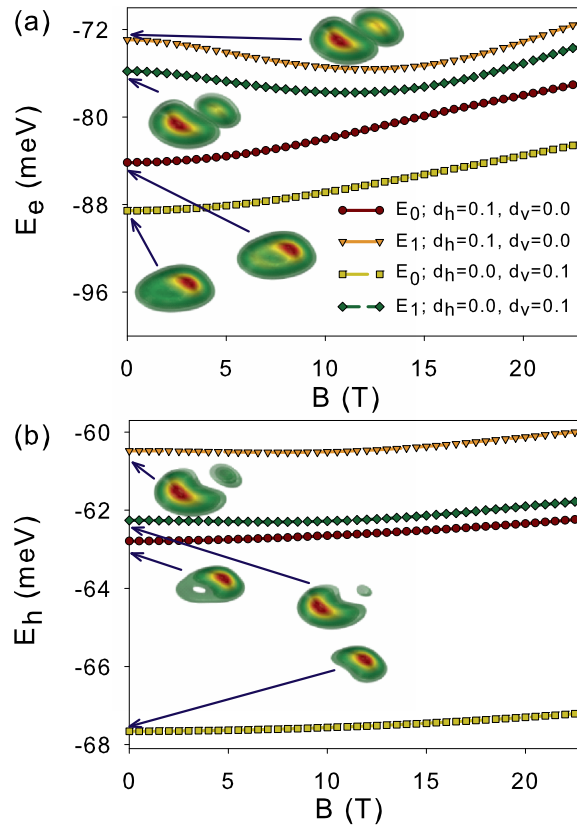 (a)
-72
-80
-88
-96
Ee (meV)
E0; dh=0.1, dv=0.0
E1; dh=0.1, dv=0.0
E0; dh=0.0, dv=0.1
E1; dh=0.0, dv=0.1
0 5 10 15 20
B (T)
(b)
-60
-62
-64
-66
-68
Eh (meV)
0 5 10 15 20
B (T)